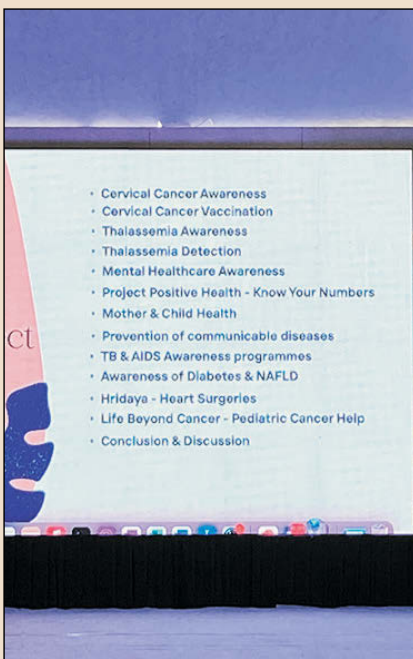 ct
• Cervical Cancer Awareness
• Cervical Cancer Vaccination
• Thalassemia Awareness
• Thalassemia Detection
• Mental Healthcare Awareness
• Project Positive Health - Know Your Numbers
• Mother & Child Health
• Prevention of communicable diseases
• TB & AIDS Awareness programmes
• Awareness of Diabetes & NAFLD
• Hridaya - Heart Surgeries
• Life Beyond Cancer - Pediatric Cancer Help
• Conclusion & Discussion